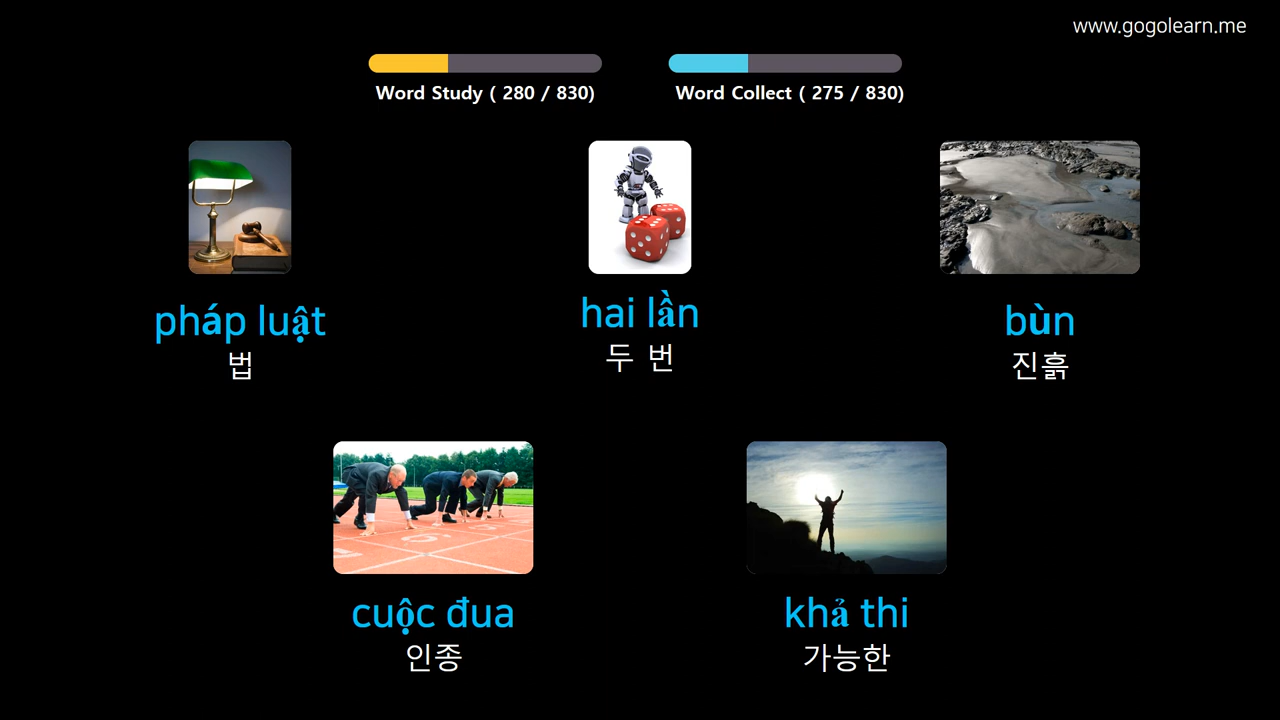 www.gogolearn.me
Word Study ( 280 / 830)
Word Collect ( 275 / 830)
pháp luật
법
hai lần
두 번
bùn
진흙
cuộc đua
인종
khả thi
가능한